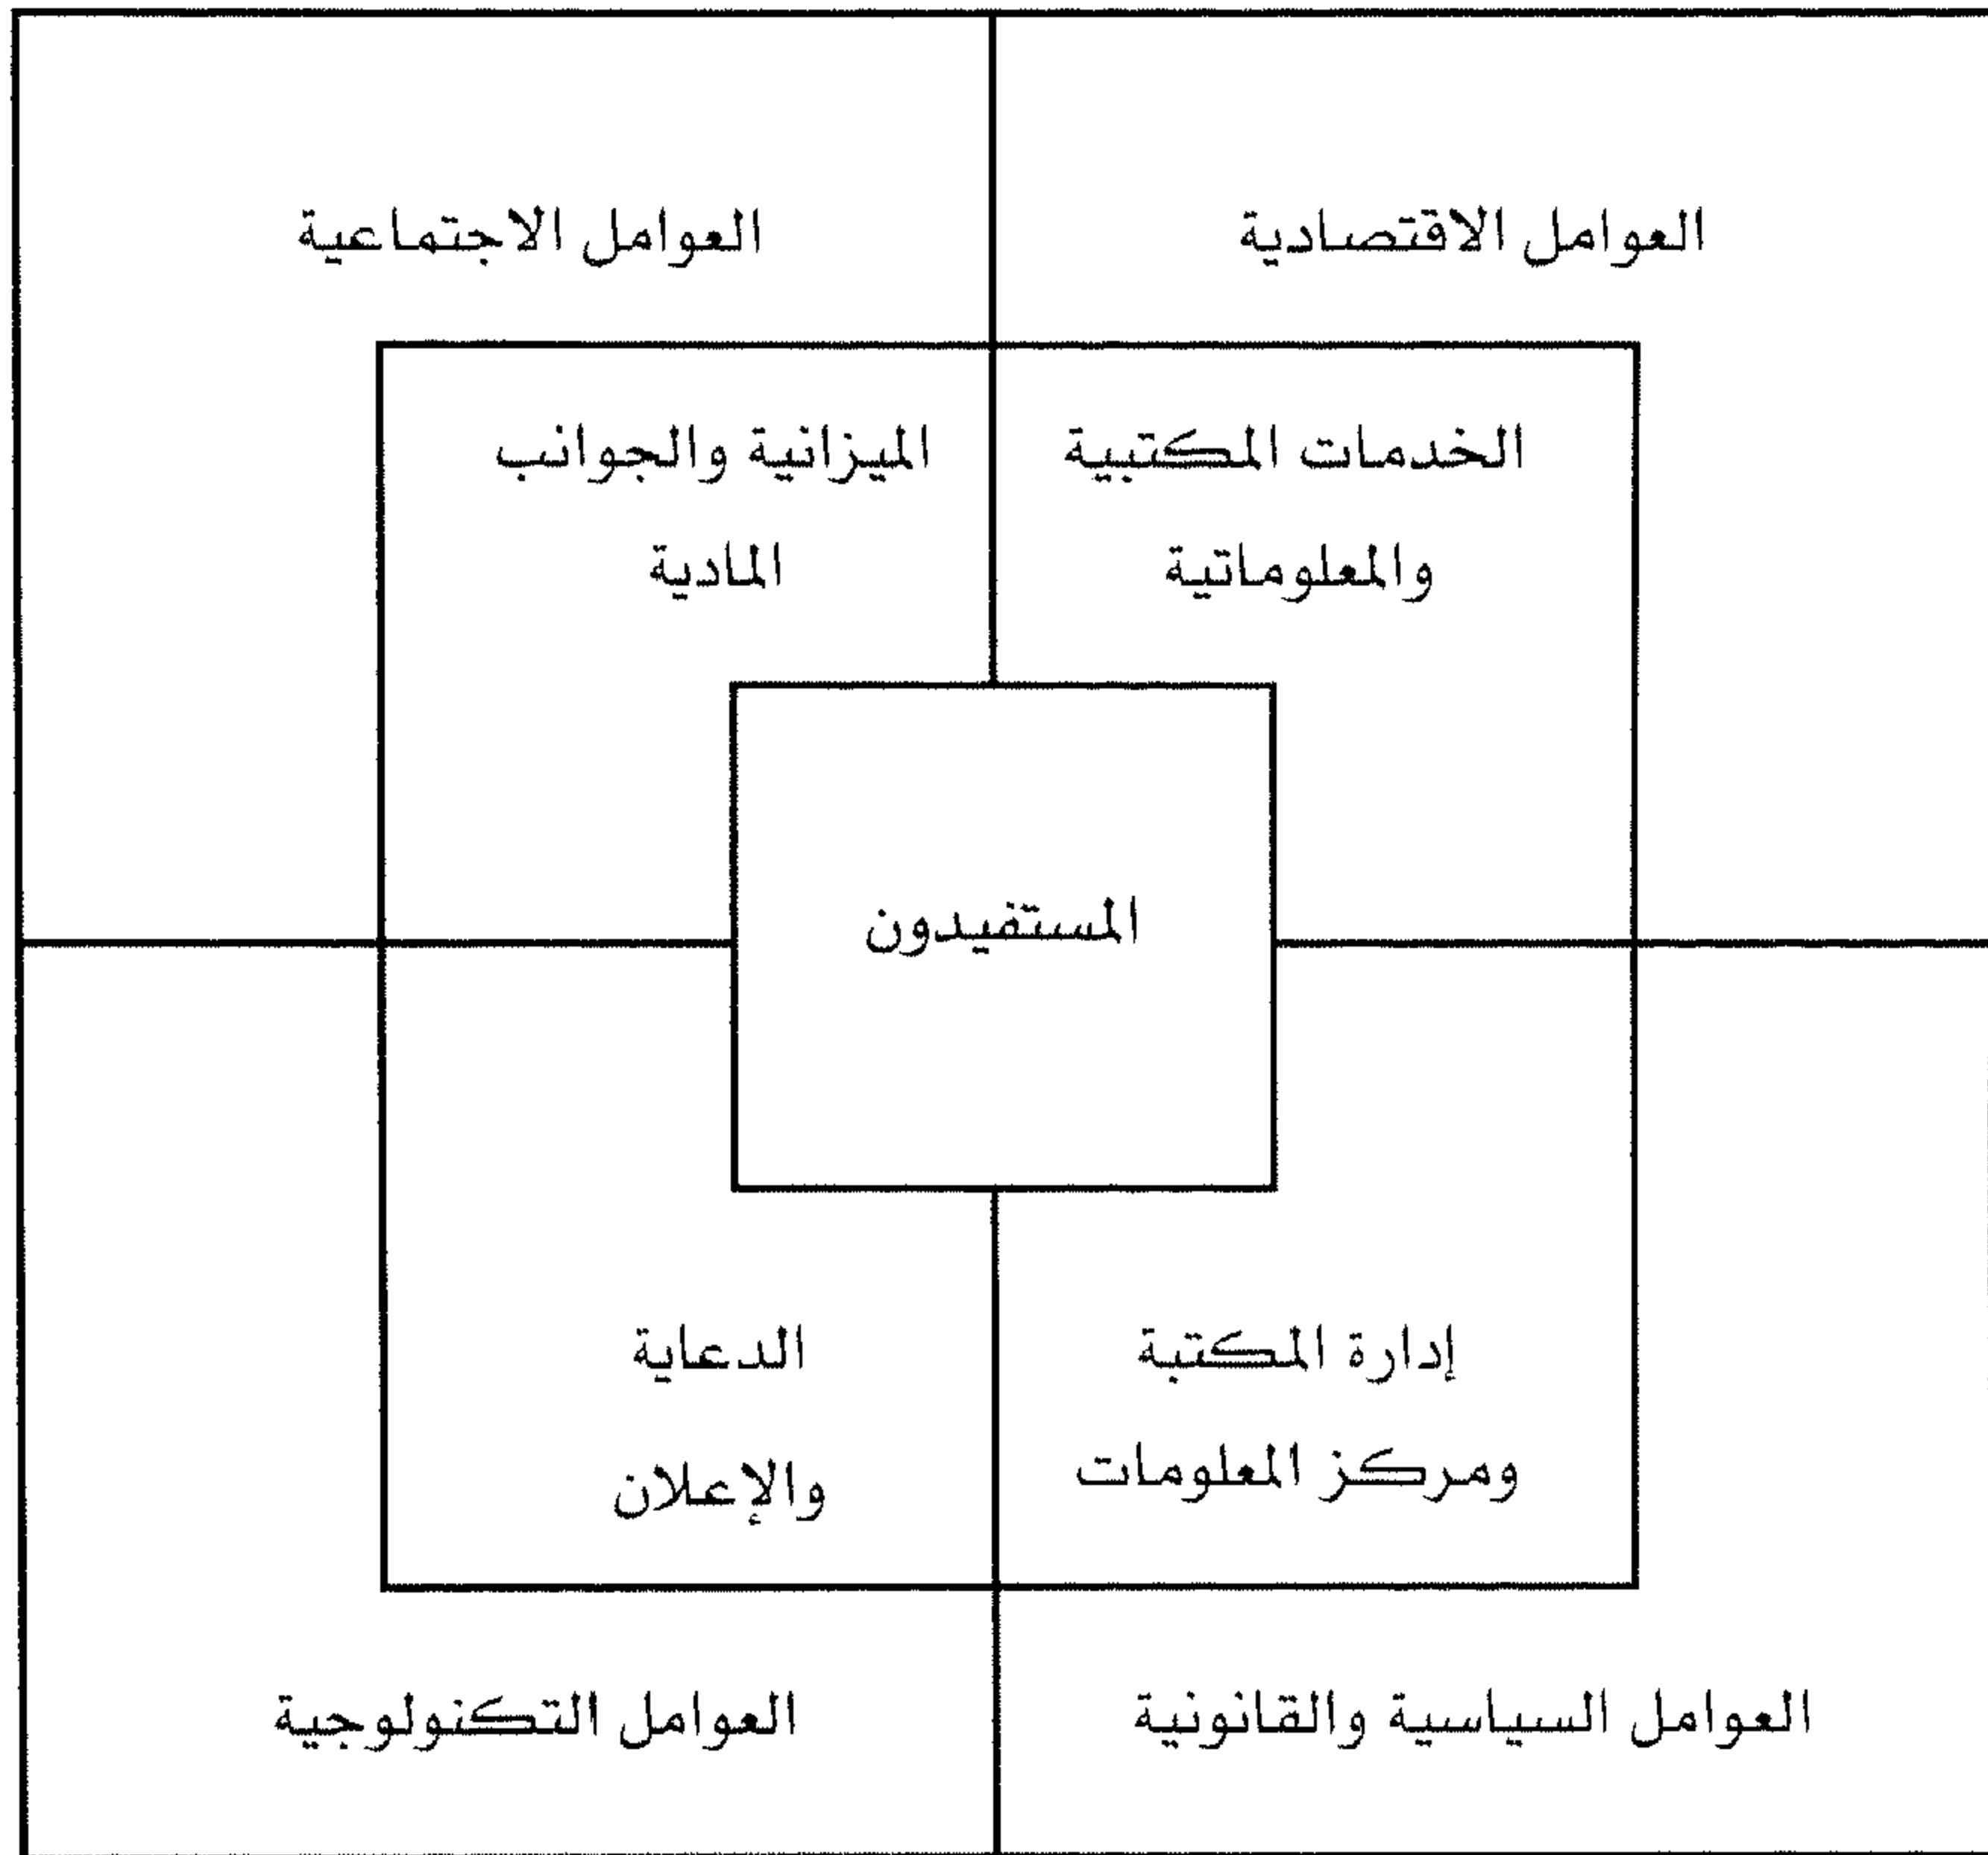 العوامل الاقتصادية
العوامل الاجتماعية
الخدمات المكتبية
والمعلوماتية
الميزانية والجوانب
المادية
المستفيدون
إدارة المكتبة
ومركز المعلومات
الدعاية
والإعلان
العوامل السياسية والقانونية
العوامل التكنولوجية